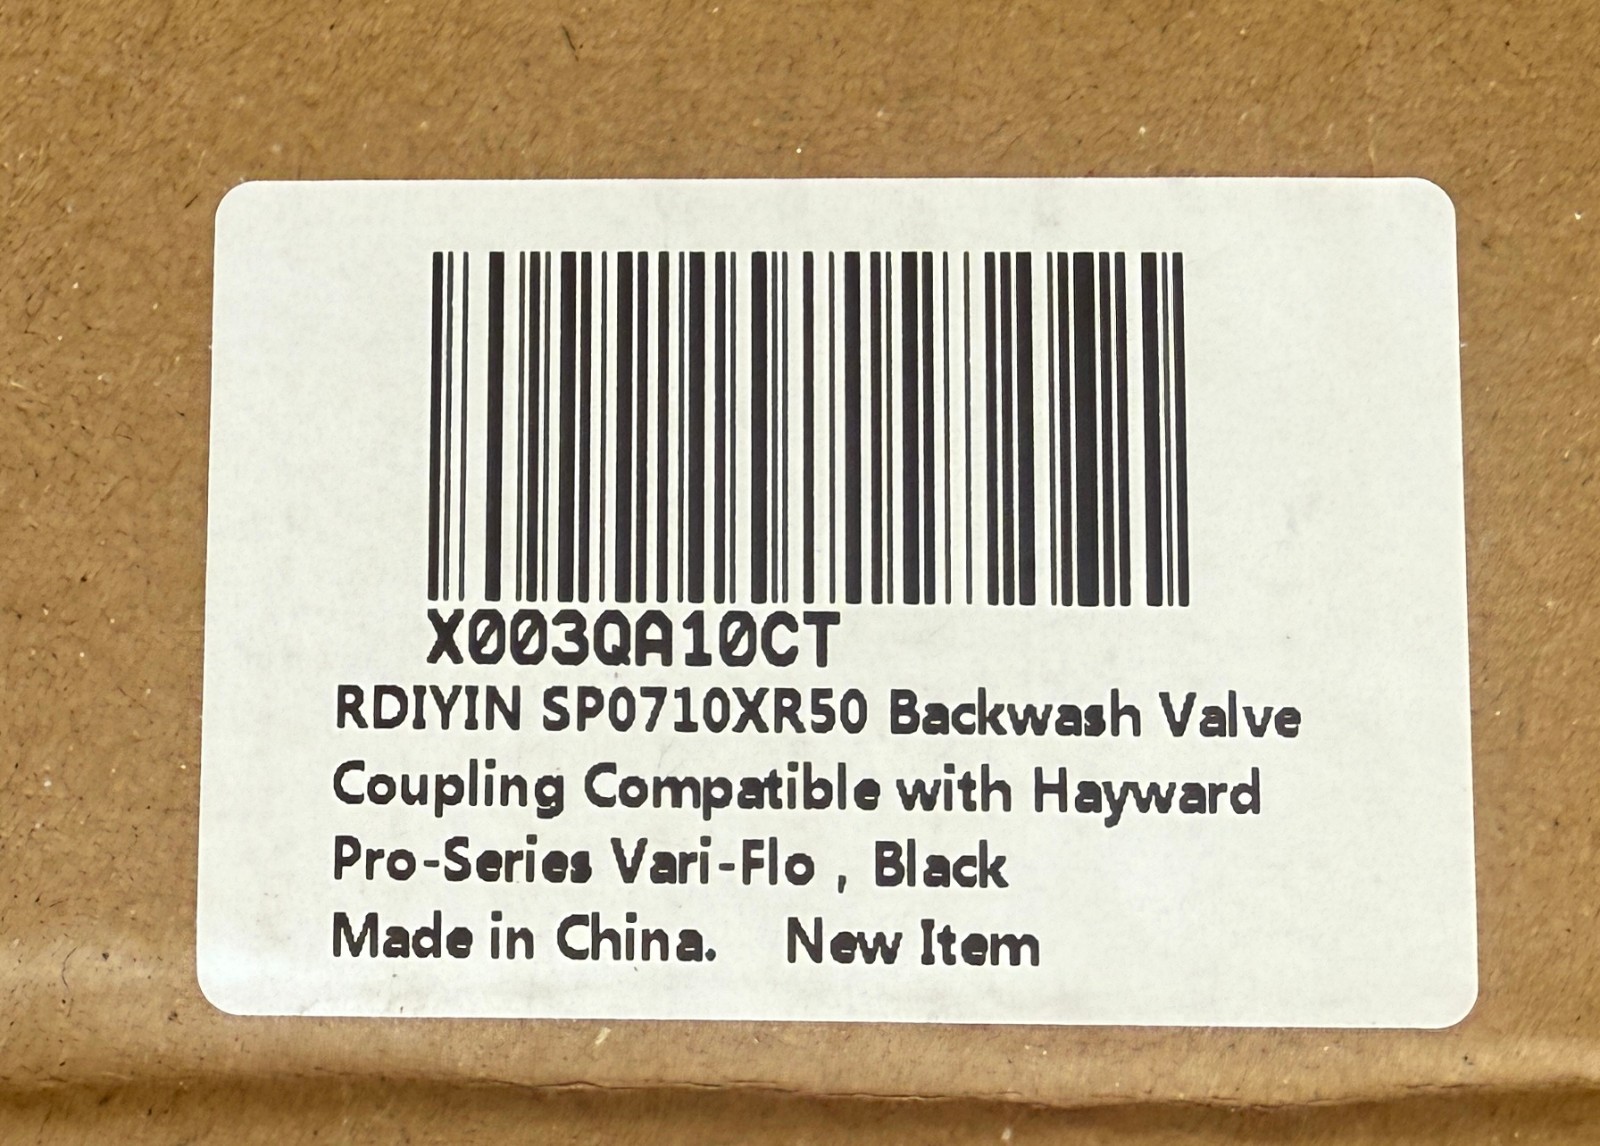 X003QA10CT
RDIYIN SP0710XR50 Backwash Valve
Coupling Compatible with Hayward
Pro-Series Vari-Flo , Black
Made in China. New Item